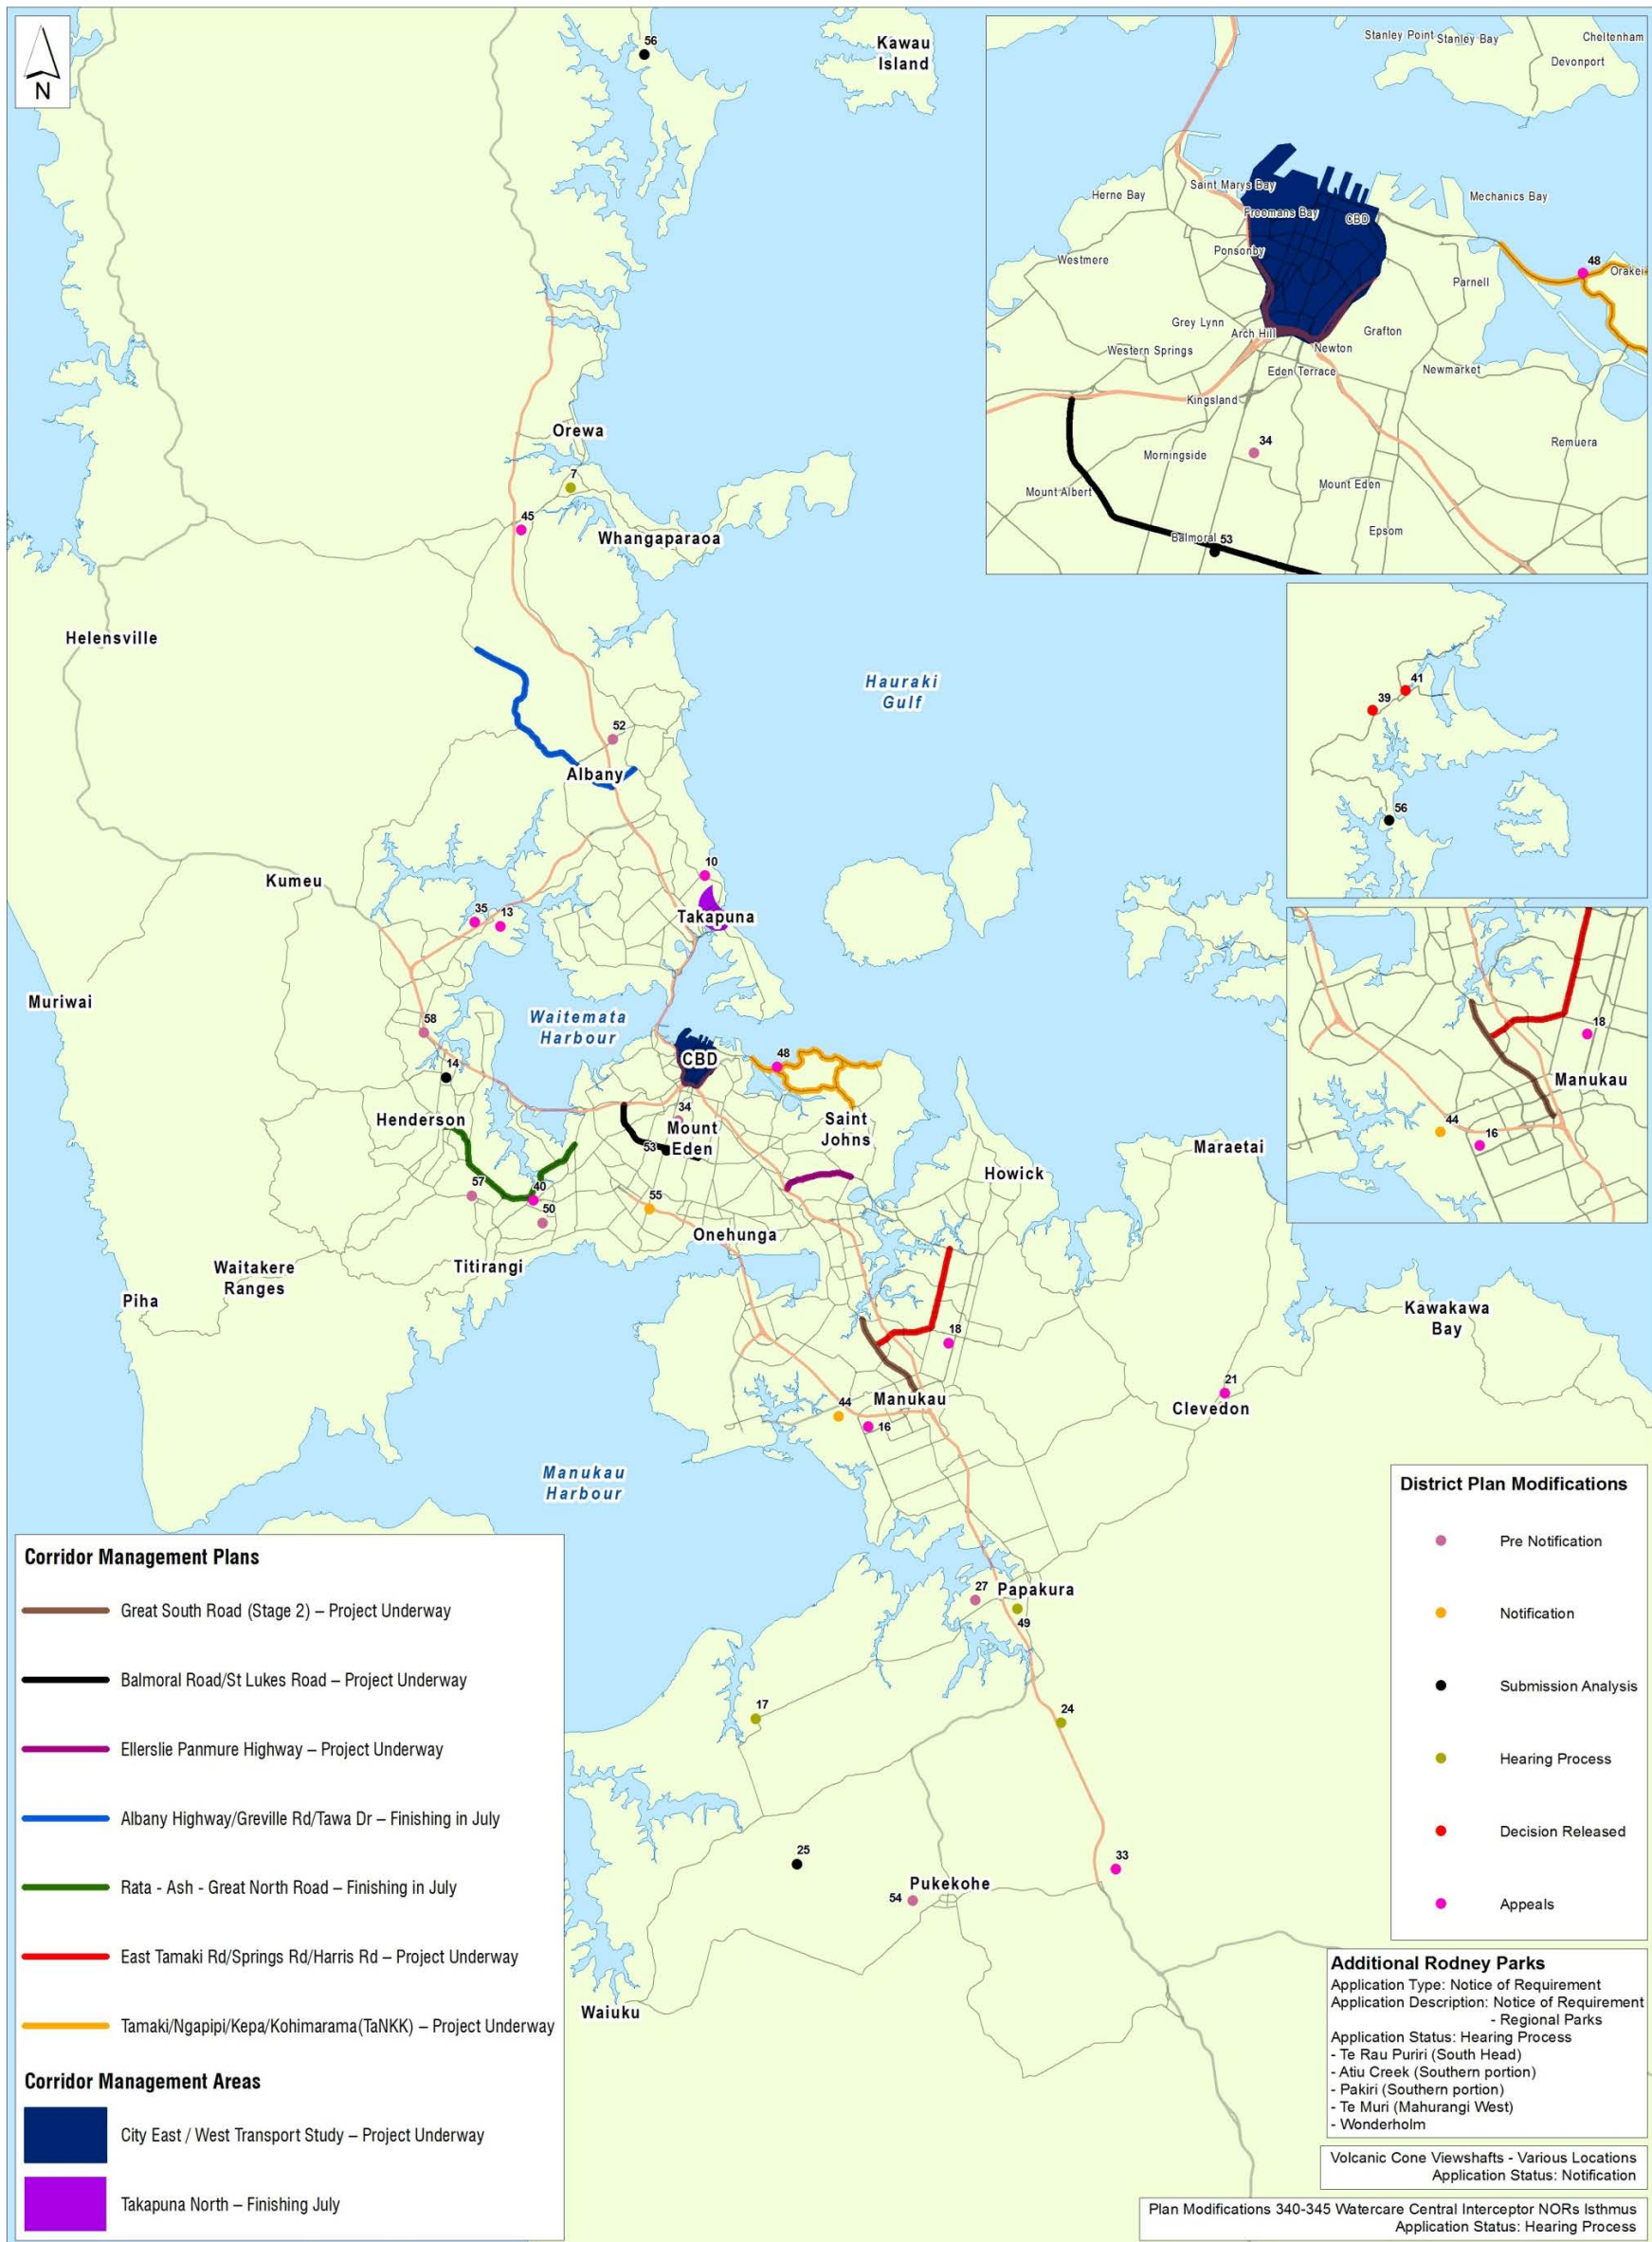 N
56
Kawau
Island
Orewa
7
45
Whangaparaoa
Helensville
Hauraki
Gulf
52
Albany
Kumeu
10
Takapuna
35
13
Muriwai
Waitemata
Harbour
58
14
CBD
48
Henderson
34
Mount
Eden
53
Saint
Johns
57
40
50
55
Onehunga
Howick
Maraetai
Waitakere
Ranges
Titirangi
Piha
Kawakawa
Bay
18
Manukau
44
16
21
Clevedon
Manukau
Harbour
27
Papakura
49
17
24
25
54
Pukekohe
33
Waiuku
Stanley Point
Stanley Bay
Cheltenham
Devonport
Herne Bay
Saint Marys Bay
Freemans Bay
CBD
Mechanics Bay
Westmere
Ponsonby
48
Orakei
Parnell
Grey Lynn
Arch Hill
Grafton
Western Springs
Newton
Eden Terrace
Newmarket
Kingsland
34
Morningside
Remuera
Mount Albert
Mount Eden
Balmoral
53
Epsom
41
39
56
18
Manukau
44
16
Corridor Management Plans
Great South Road (Stage 2) – Project Underway
Balmoral Road/St Lukes Road – Project Underway
Ellerslie Panmure Highway – Project Underway
Albany Highway/Greville Rd/Tawa Dr – Finishing in July
Rata - Ash - Great North Road – Finishing in July
East Tamaki Rd/Springs Rd/Harris Rd – Project Underway
Tamaki/Ngapipi/Kepa/Kohimarama(TaNKK) – Project Underway
Corridor Management Areas
City East / West Transport Study – Project Underway
Takapuna North – Finishing July
District Plan Modifications
Pre Notification
Notification
Submission Analysis
Hearing Process
Decision Released
Appeals
Additional Rodney Parks
Application Type: Notice of Requirement
Application Description: Notice of Requirement
- Regional Parks
Application Status: Hearing Process
- Te Rau Puriri (South Head)
- Atiu Creek (Southern portion)
- Pakiri (Southern portion)
- Te Muri (Mahurangi West)
- Wonderholm
Volcanic Cone Viewshafts - Various Locations
Application Status: Notification
Plan Modifications 340-345 Watercare Central Interceptor NORs Isthmus
Application Status: Hearing Process